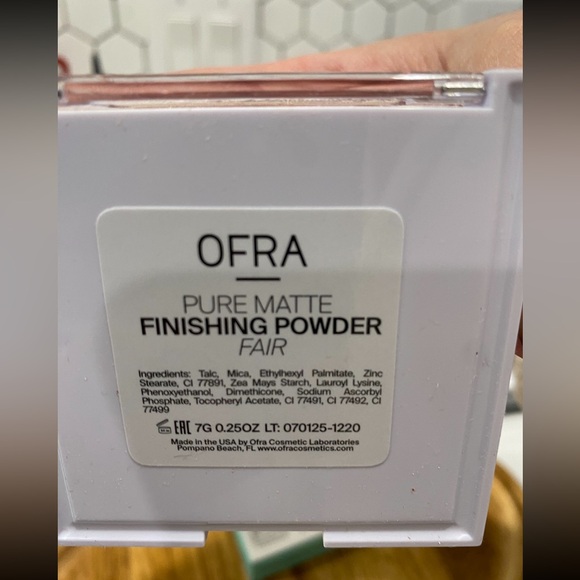 OFRA
PURE MATTE
FINISHING POWDER
FAIR
Ingredients: Talc, Mica, Ethylhexyl Palmitate, Zinc
Stearate, CI 77891, Zea Mays Starch, Lauroyl Lysine,
Phenoxyethanol, Dimethicone, Sodium Ascorbyl
Phosphate, Tocopheryl Acetate, CI 77491, CI 77492, CI
77499
EAC 7G 0.25OZ LT: 070125-1220
Made in the USA by Ofra Cosmetic Laboratories
Pompano Beach, FL www.ofracosmetics.com